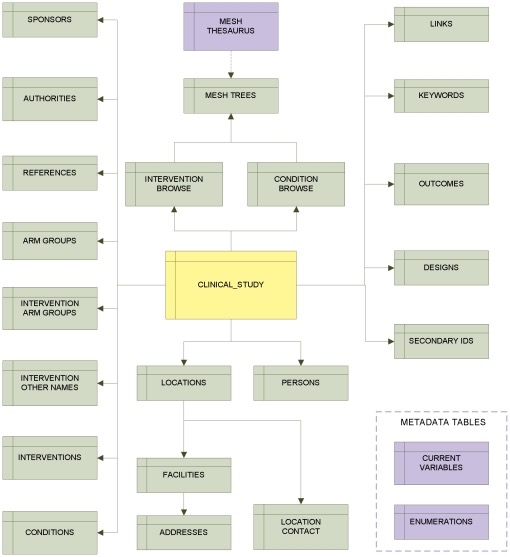 SPONSORS
MESH
THESAURUS
LINKS
AUTHORITIES
MESH TREES
KEYWORDS
REFERENCES
INTERVENTION
BROWSE
CONDITION
BROWSE
OUTCOMES
ARM GROUPS
CLINICAL_STUDY
DESIGNS
INTERVENTION
ARM GROUPS
SECONDARY IDS
INTERVENTION
OTHER NAMES
LOCATIONS
PERSONS
METADATA TABLES
INTERVENTIONS
FACILITIES
CURRENT
VARIABLES
CONDITIONS
ADDRESSES
LOCATION
CONTACT
ENUMERATIONS